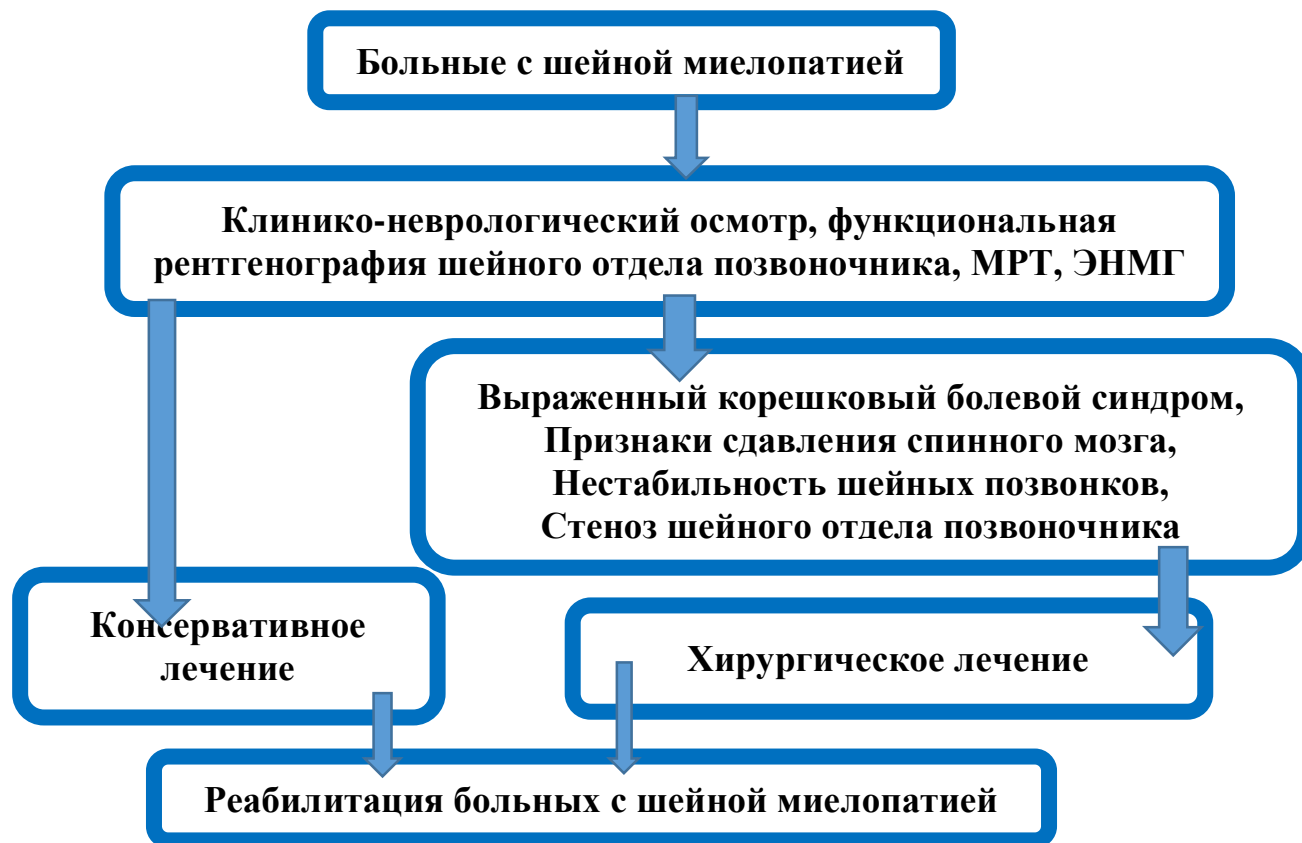 Больные с шейной миелопатией
Клинико-неврологический осмотр, функциональная
рентгенография шейного отдела позвоночника, МРТ, ЭНМГ
Выраженный корешковый болевой синдром,
Признаки сдавления спинного мозга,
Нестабильность шейных позвонков,
Стеноз шейного отдела позвоночника
Консервативное
лечение
Хирургическое лечение
Реабилитация больных с шейной миелопатией